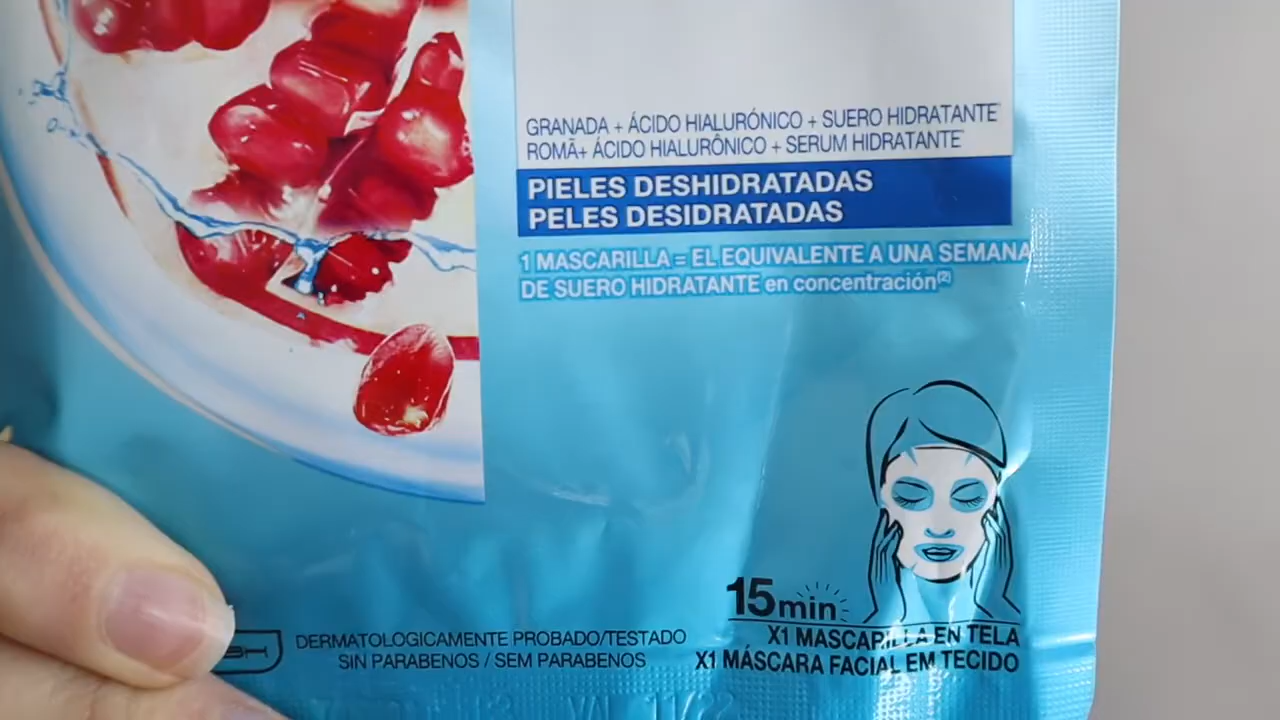 GRANADA + ÁCIDO HIALURÓNICO + SUERO HIDRATANTE
ROMÃ+ ÁCIDO HIALURÔNICO + SERUM HIDRATANTE
PIELES DESHIDRATADAS
PELES DESIDRATADAS
1 MASCARILLA = EL EQUIVALENTE A UNA SEMANA
DE SUERO HIDRATANTE en concentración(2)
15min
X1 MASCARILLA EN TELA
X1 MÁSCARA FACIAL EM TECIDO
DERMATOLOGICAMENTE PROBADO/TESTADO
SIN PARABENOS / SEM PARABENOS